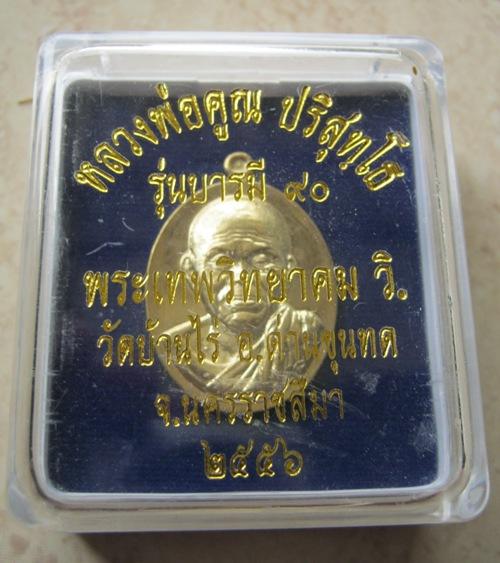 หลวงพ่อคูณ ปริสุทฺโธ
รุ่นบารมี ๙๐
พระเทพวิทยาคม วิ.
วัดบ้านไร่ อ.ด่านขุนทด
จ.นครราชสีมา
๒๕๕๖